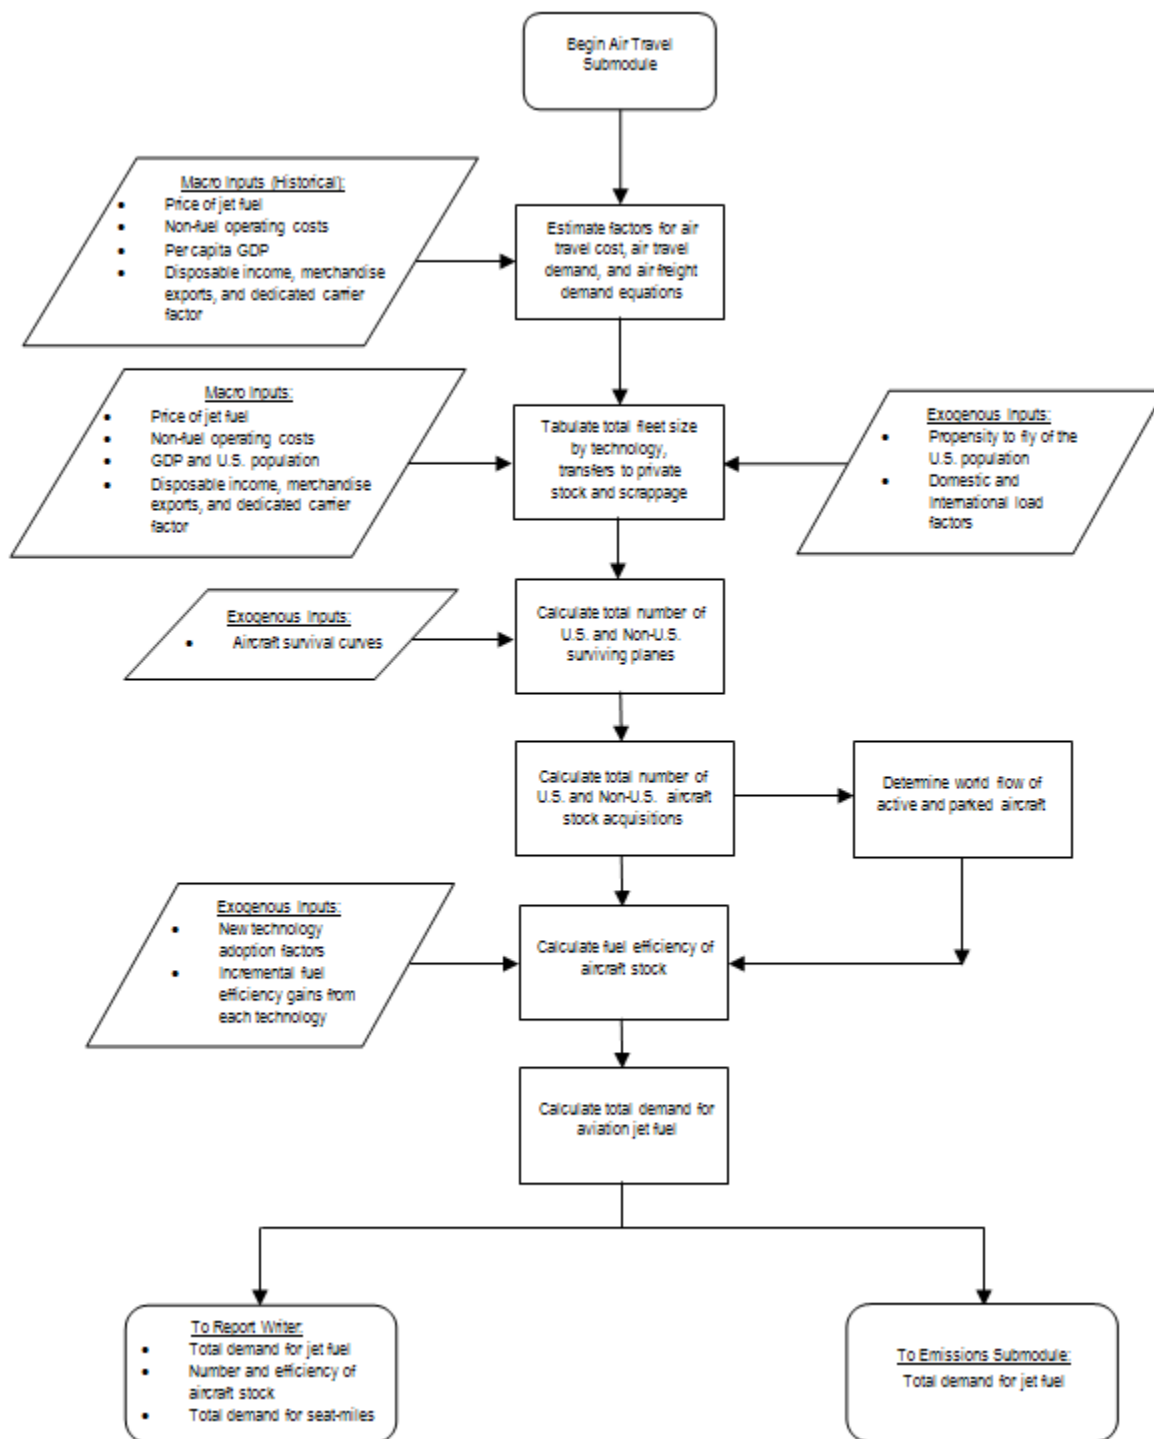 Begin Air Travel
Submodule
Macro Inputs (Historical):
• Price of jet fuel
• Non-fuel operating costs
• Per capita GDP
• Disposable income, merchandise
exports, and dedicated carrier
factor
Estimate factors for air
travel cost, air travel
demand, and air freight
demand equations
Macro Inputs:
• Price of jet fuel
• Non-fuel operating costs
• GDP and U.S. population
• Disposable income, merchandise
exports, and dedicated carrier
factor
Tabulate total fleet size
by technology,
transfers to private
stock and scrappage
Exogenous Inputs:
• Propensity to fly of the
U.S. population
• Domestic and
International load
factors
Exogenous Inputs:
• Aircraft survival curves
Calculate total number of
U.S. and Non-U.S.
surviving planes
Calculate total number of
U.S. and Non-U.S. aircraft
stock acquisitions
Determine world flow of
active and parked aircraft
Exogenous Inputs:
• New technology
adoption factors
• Incremental fuel
efficiency gains from
each technology
Calculate fuel efficiency of
aircraft stock
Calculate total demand for
aviation jet fuel
To Report Writer:
• Total demand for jet fuel
• Number and efficiency of
aircraft stock
• Total demand for seat-miles
To Emissions Submodule:
Total demand for jet fuel